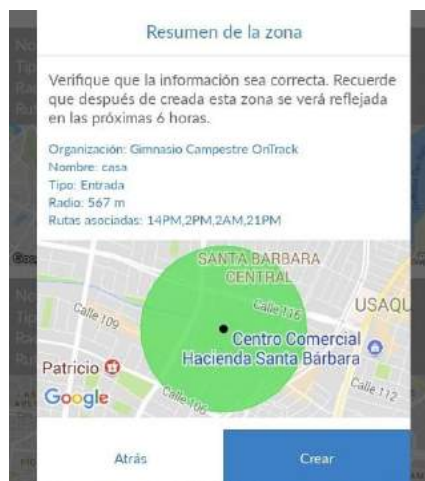 Resumen de la zona
Verifique que la información sea correcta. Recuerde
que después de creada esta zona se verá reflejada
en las próximas 6 horas.
Organización: Gimnasio Campestre OnTrack
Nombre: casa
Tipo: Entrada
Radio: 567 m
Rutas asociadas: 14PM,2PM,2AM,21PM
SANTA BARBARA
CENTRAL
Calle 116
USAQU
Calle 109
Centro Comercial
Hacienda Santa Bárbara
Patricio
Calle 112
Google
Calle 106
Atrás
Crear